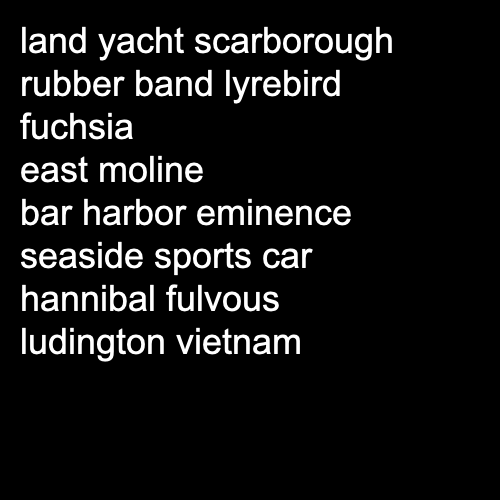 land yacht scarborough
rubber band lyrebird
fuchsia
east moline
bar harbor eminence
seaside sports car
hannibal fulvous
ludington vietnam